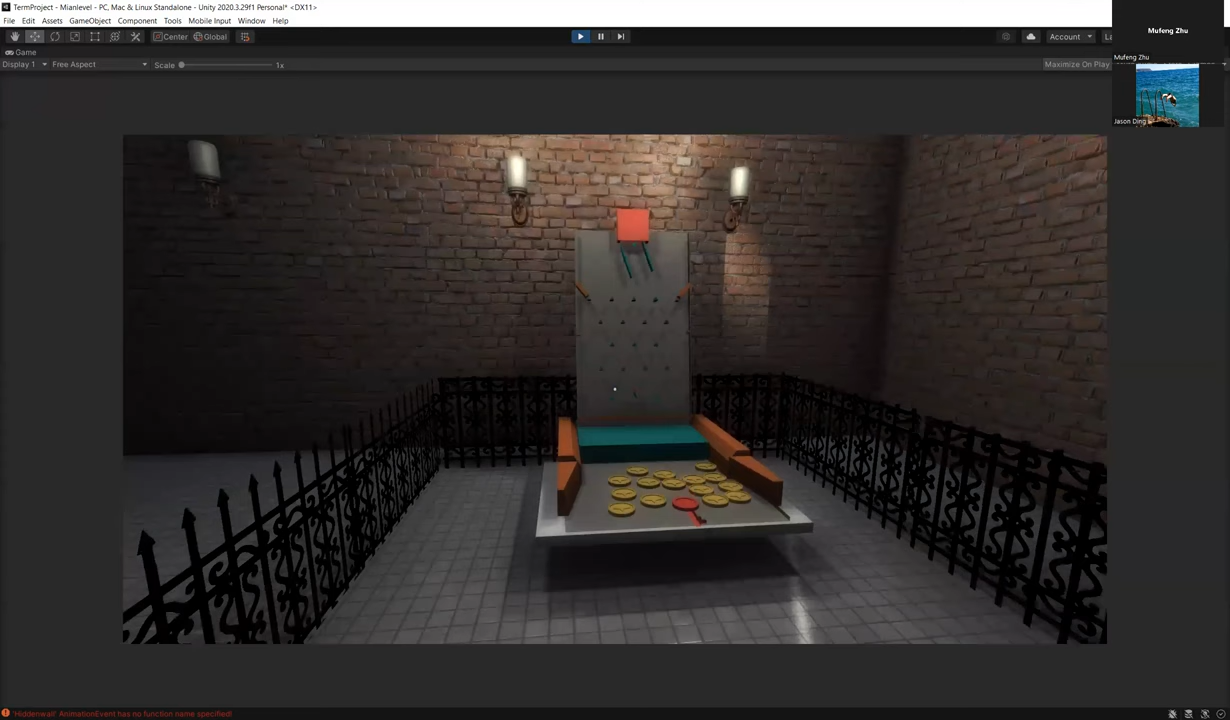 TermProject - Mianlevel - PC, Mac & Linux Standalone - Unity 2020.3.29f1 Personal* <DX11>
File Edit Assets GameObject Component Tools Mobile Input Window Help
Center Global Account La
Game
Display 1 Free Aspect Scale 1x Maximize On Play
Mufeng Zhu
Mufeng Zhu
Jason Ding
'Hiddenwall' AnimationEvent has no function name specified!